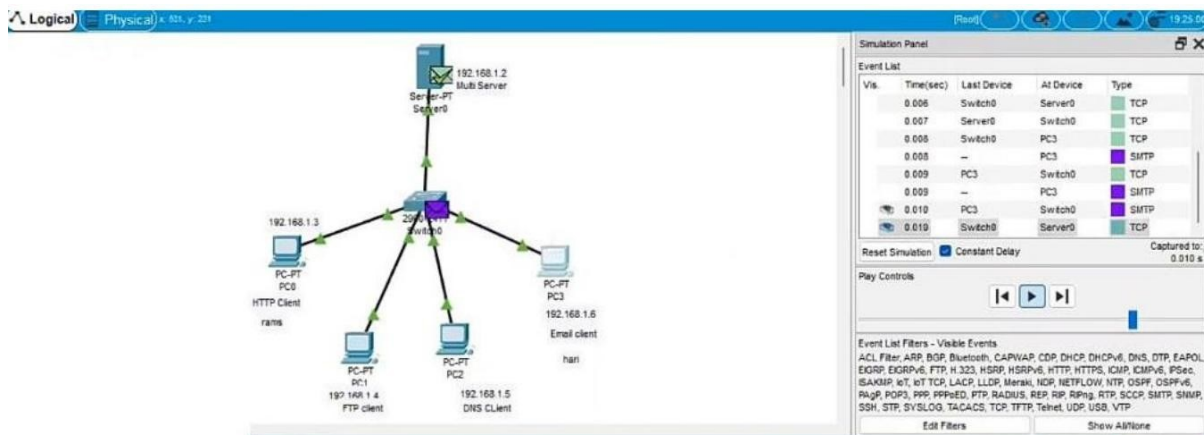 Logical Physical x: 531, y: 221 [Root] 19:25:00
Simulation Panel
Event List
Vis. Time(sec) Last Device At Device Type
0.006 Switch0 Server0 TCP
0.007 Server0 Switch0 TCP
0.008 Switch0 PC3 TCP
0.008 -- PC3 SMTP
0.009 PC3 Switch0 TCP
0.009 -- PC3 SMTP
0.010 PC3 Switch0 SMTP
0.010 Switch0 Server0 TCP
Reset Simulation Constant Delay
Captured to:
0.010 s
Play Controls
Event List Filters - Visible Events
ACL Filter, ARP, BGP, Bluetooth, CAPWAP, CDP, DHCP, DHCPv6, DNS, DTP, EAPOL,
EIGRP, EIGRPv6, FTP, H.323, HSRP, HSRPv6, HTTP, HTTPS, ICMP, ICMPv6, IPSec,
ISAKMP, IoT, IoT TCP, LACP, LLDP, Meraki, NDP, NETFLOW, NTP, OSPF, OSPFv6,
PAgP, POP3, PPP, PPPoED, PTP, RADIUS, REP, RIP, RIPng, RTP, SCCP, SMTP, SNMP,
SSH, STP, SYSLOG, TACACS, TCP, TFTP, Telnet, UDP, USB, VTP
Edit Filters Show All/None
192.168.1.2
Multi Server
Server-PT
Server0
Switch0
192.168.1.3
PC-PT
PC0
HTTP Client
rams
PC-PT
PC1
192.168.1.4
FTP client
PC-PT
PC2
192.168.1.5
DNS CLient
PC-PT
PC3
192.168.1.6
Email client
hari